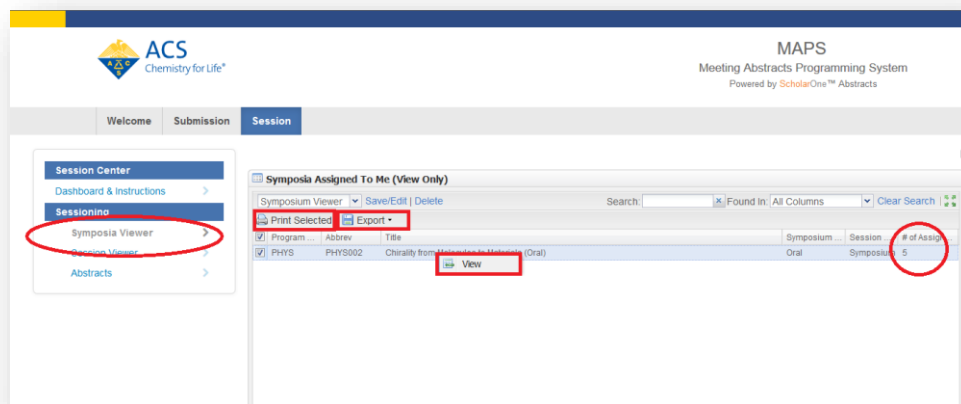 ACS
Chemistry for Life®
A C S
MAPS
Meeting Abstracts Programming System
Powered by ScholarOne™ Abstracts
Welcome Submission Session
Session Center
Dashboard & Instructions
Sessioning
Symposia Viewer
Session Viewer
Abstracts
Symposia Assigned To Me (View Only)
Symposium Viewer Save/Edit | Delete Search: Found In: All Columns Clear Search
Print Selected Export
Program ... Abbrev Title Symposium ... Session ... # of Assign...
PHYS PHYS002 Chirality from Molecules to Materials (Oral) Oral Symposium 5
View